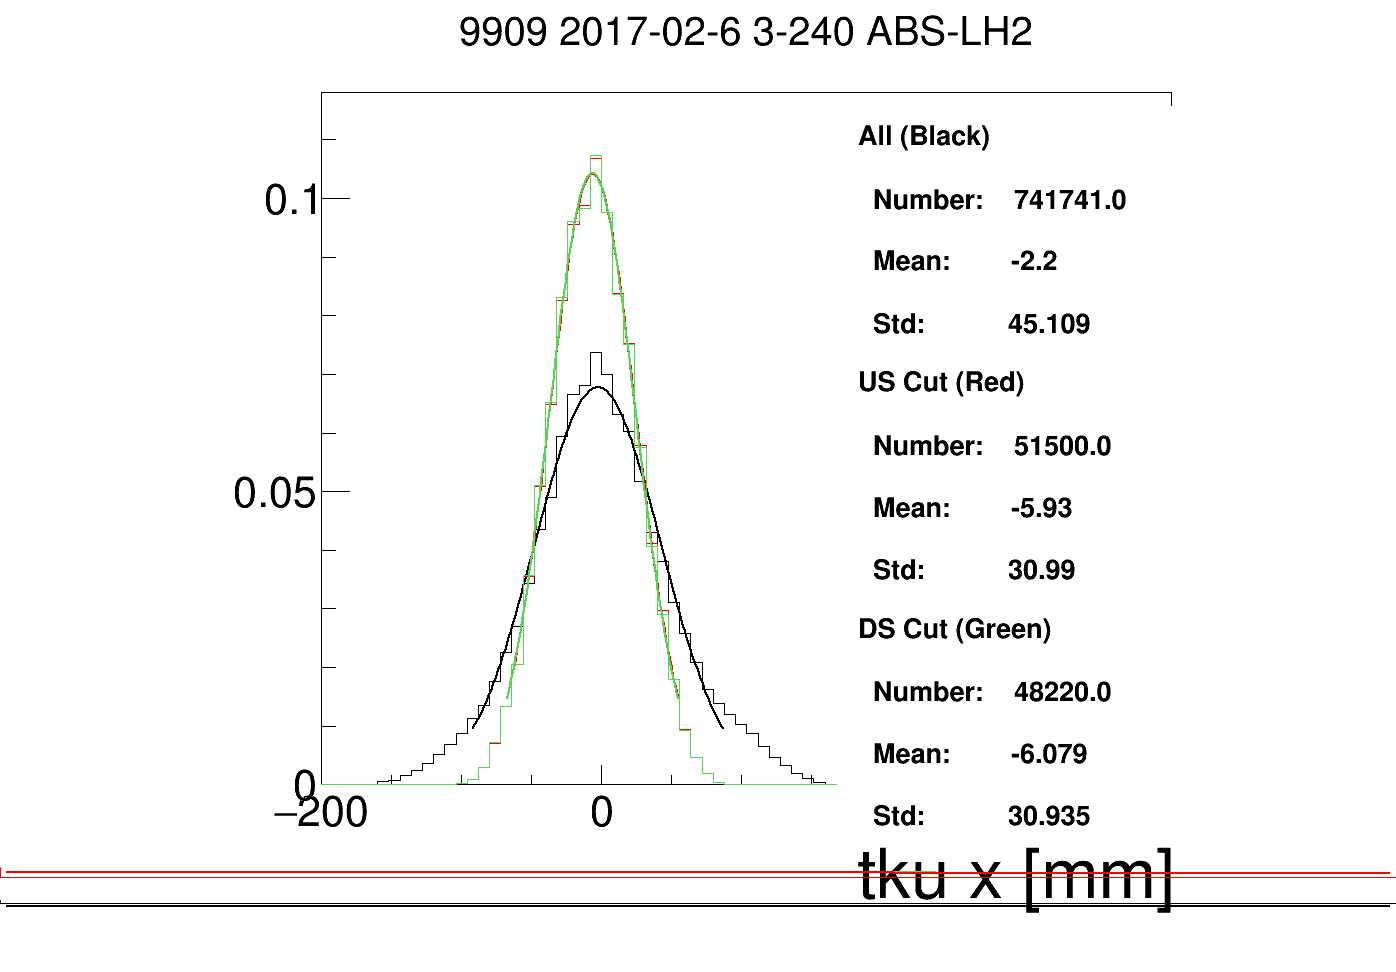 9909 2017-02-6 3-240 ABS-LH2
All (Black)
Number: 741741.0
Mean: -2.2
Std: 45.109
US Cut (Red)
Number: 51500.0
Mean: -5.93
Std: 30.99
DS Cut (Green)
Number: 48220.0
Mean: -6.079
Std: 30.935
0.1
0.05
0
−200 0
tku x [mm]